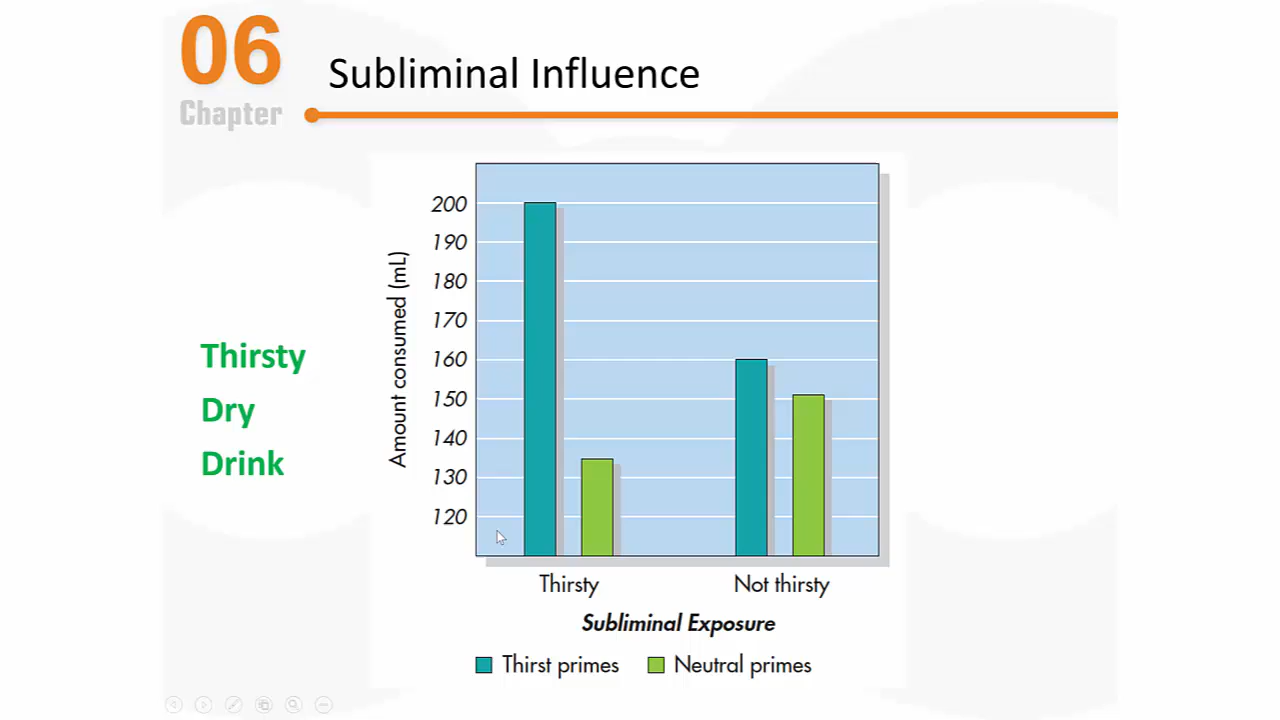 06
Chapter
Subliminal Influence
Thirsty
Dry
Drink
Amount consumed (mL)
200
190
180
170
160
150
140
130
120
Thirsty
Not thirsty
Subliminal Exposure
Thirst primes
Neutral primes